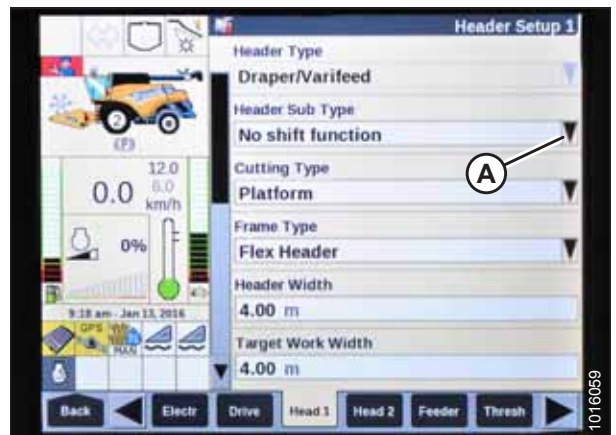 Header Setup 1
Header Type
Draper/Varifeed
Header Sub Type
No shift function
A
Cutting Type
Platform
Frame Type
Flex Header
Header Width
4.00 m
Target Work Width
4.00 m
2
12.0
6.0
0.0 km/h
0%
9:18 am - Jan 13, 2016
GPS
MAN
Back
Electr
Drive
Head 1
Head 2
Feeder
Thresh
1016059